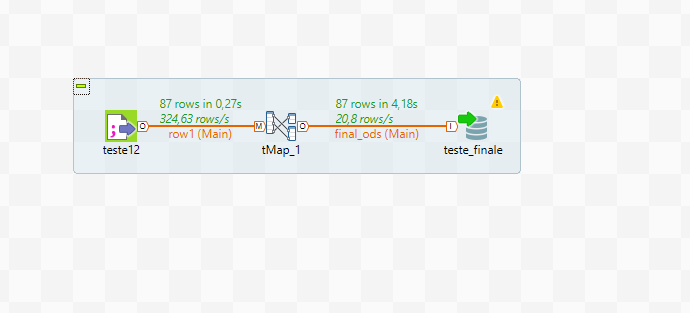 87 rows in 0,27s
324,63 rows/s
row1 (Main)
87 rows in 4,18s
20,8 rows/s
final_ods (Main)
O
M
O
I
teste12
tMap_1
teste_finale